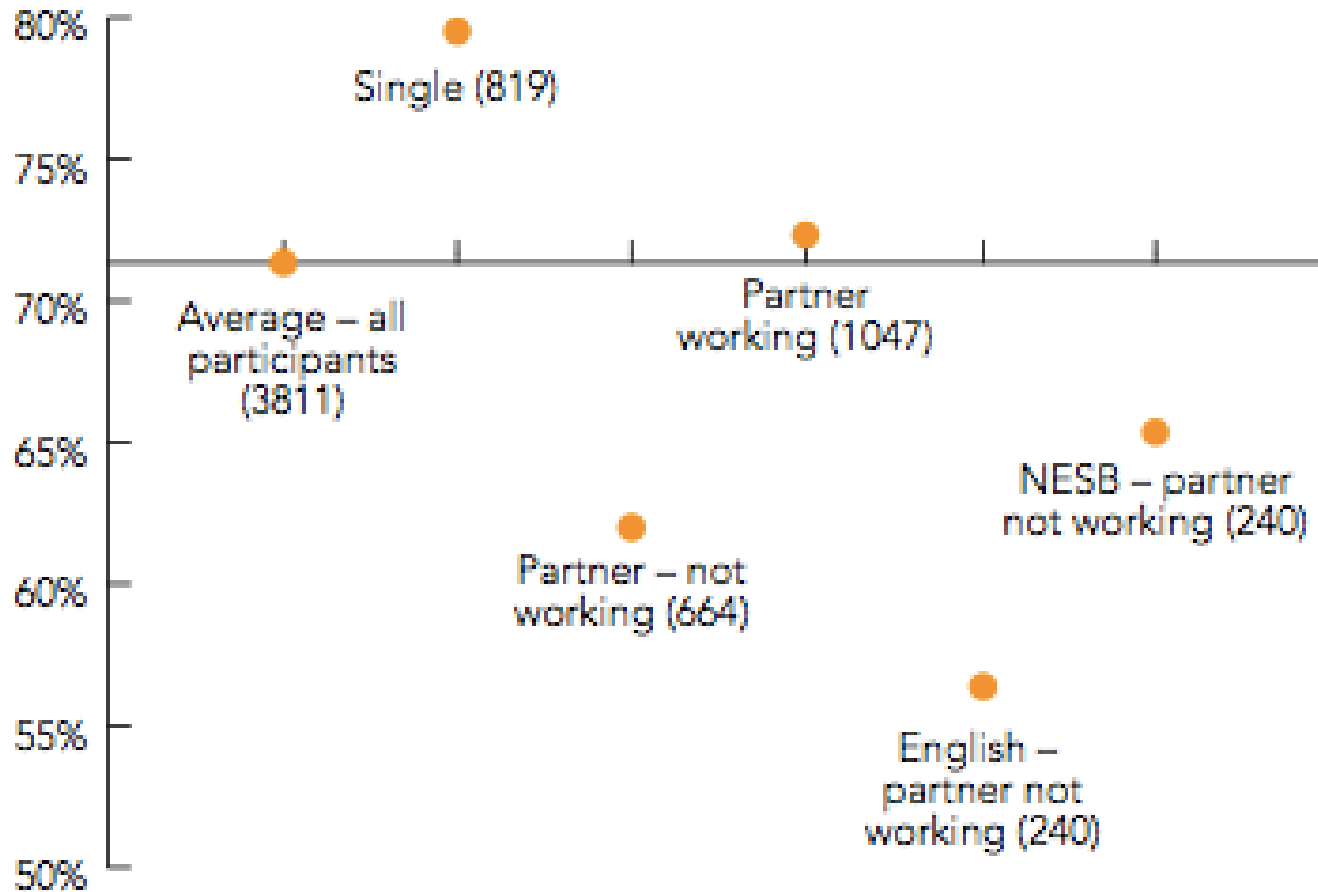 80%
Single (819)
75%
70%
Average – all
participants
(3811)
Partner
working (1047)
65%
NESB – partner
not working (240)
60%
Partner – not
working (664)
55%
English –
partner not
working (240)
50%